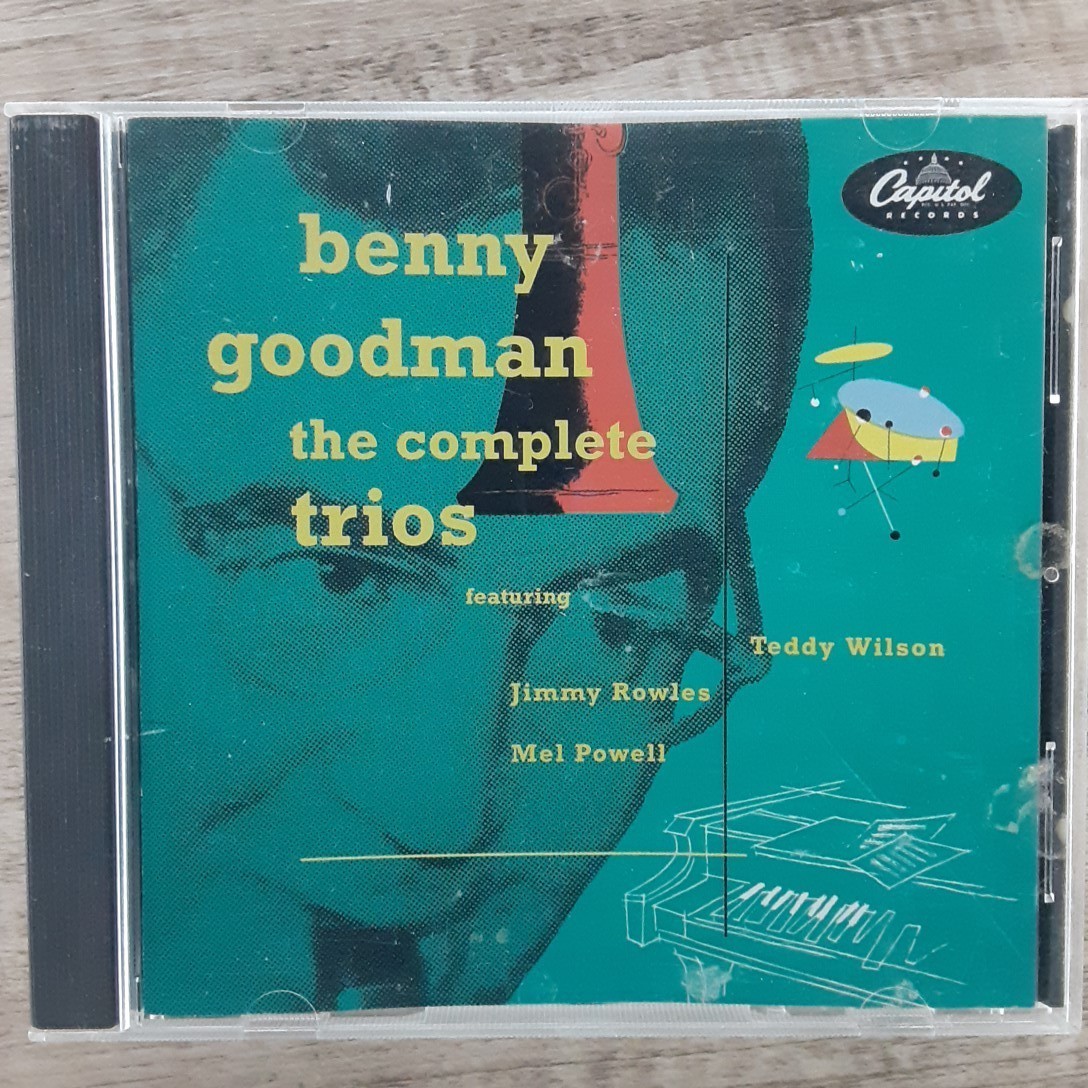 Capitol
RECORDS
benny
goodman
the complete
trios
featuring
Teddy Wilson
Jimmy Rowles
Mel Powell